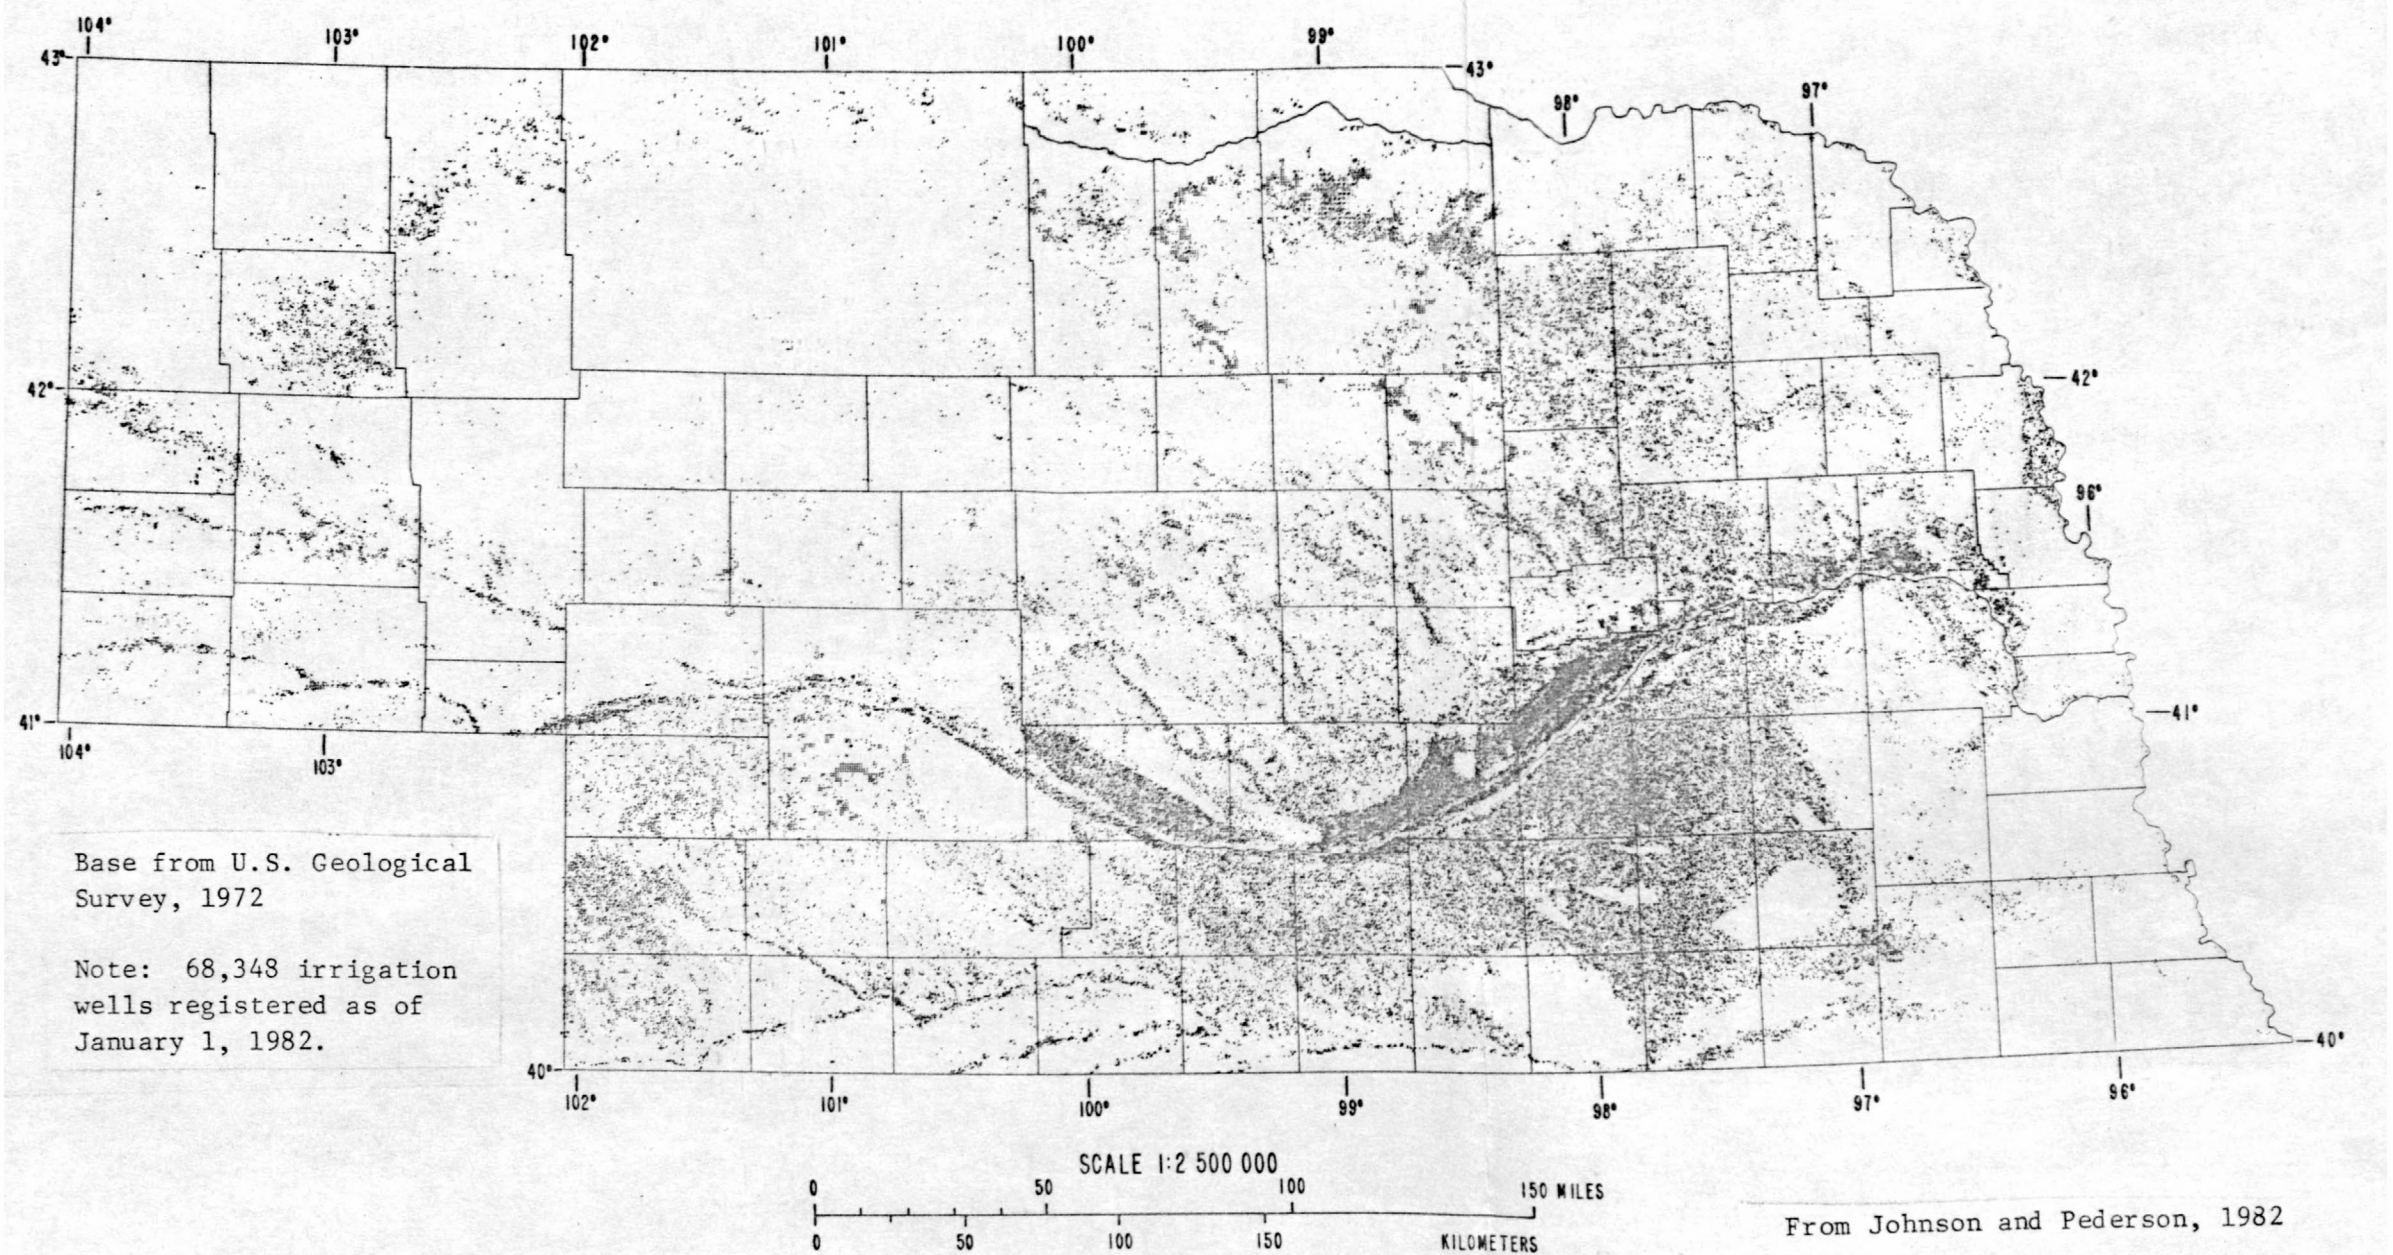 104° 103° 102° 101° 100° 99°
43° 43°
98° 97°
42° 42°
96°
41° 41°
104° 103°
Base from U.S. Geological
Survey, 1972
Note: 68,348 irrigation
wells registered as of
January 1, 1982.
40° 40°
102° 101° 100° 99° 98° 97° 96°
SCALE 1:2 500 000
0 50 100 150 MILES
0 50 100 150 KILOMETERS
From Johnson and Pederson, 1982